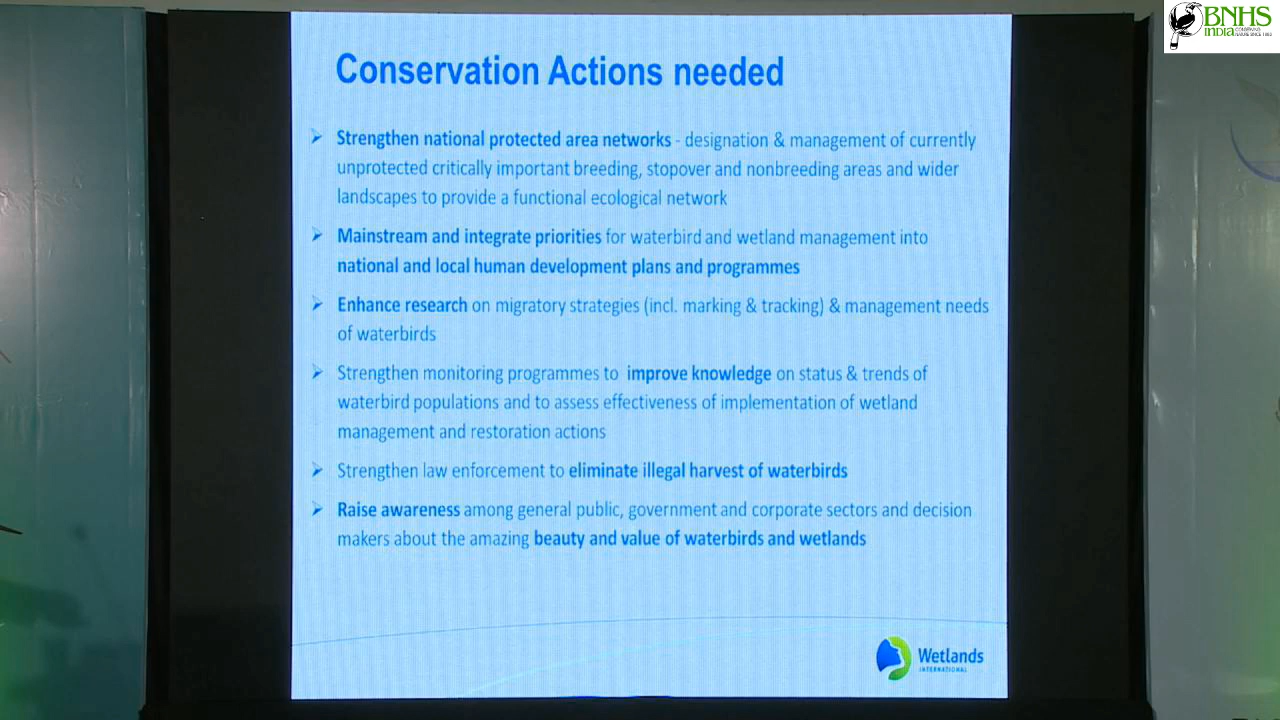 BNHS
INDIA
Conservation Actions needed
Strengthen national protected area networks - designation & management of currently
unprotected critically important breeding, stopover and nonbreeding areas and wider
landscapes to provide a functional ecological network
Mainstream and integrate priorities for waterbird and wetland management into
national and local human development plans and programmes
Enhance research on migratory strategies (incl. marking & tracking) & management needs
of waterbirds
Strengthen monitoring programmes to improve knowledge on status & trends of
waterbird populations and to assess effectiveness of implementation of wetland
management and restoration actions
Strengthen law enforcement to eliminate illegal harvest of waterbirds
Raise awareness among general public, government and corporate sectors and decision
makers about the amazing beauty and value of waterbirds and wetlands
Wetlands
INTERNATIONAL